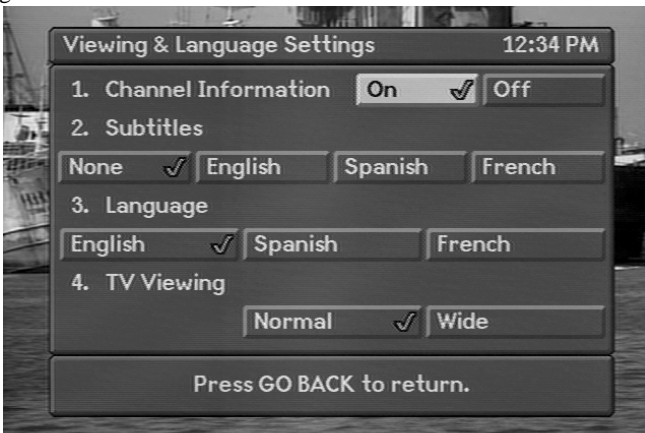 Viewing & Language Settings 12:34 PM
1. Channel Information On Off
2. Subtitles
None English Spanish French
3. Language
English Spanish French
4. TV Viewing
Normal Wide
Press GO BACK to return.